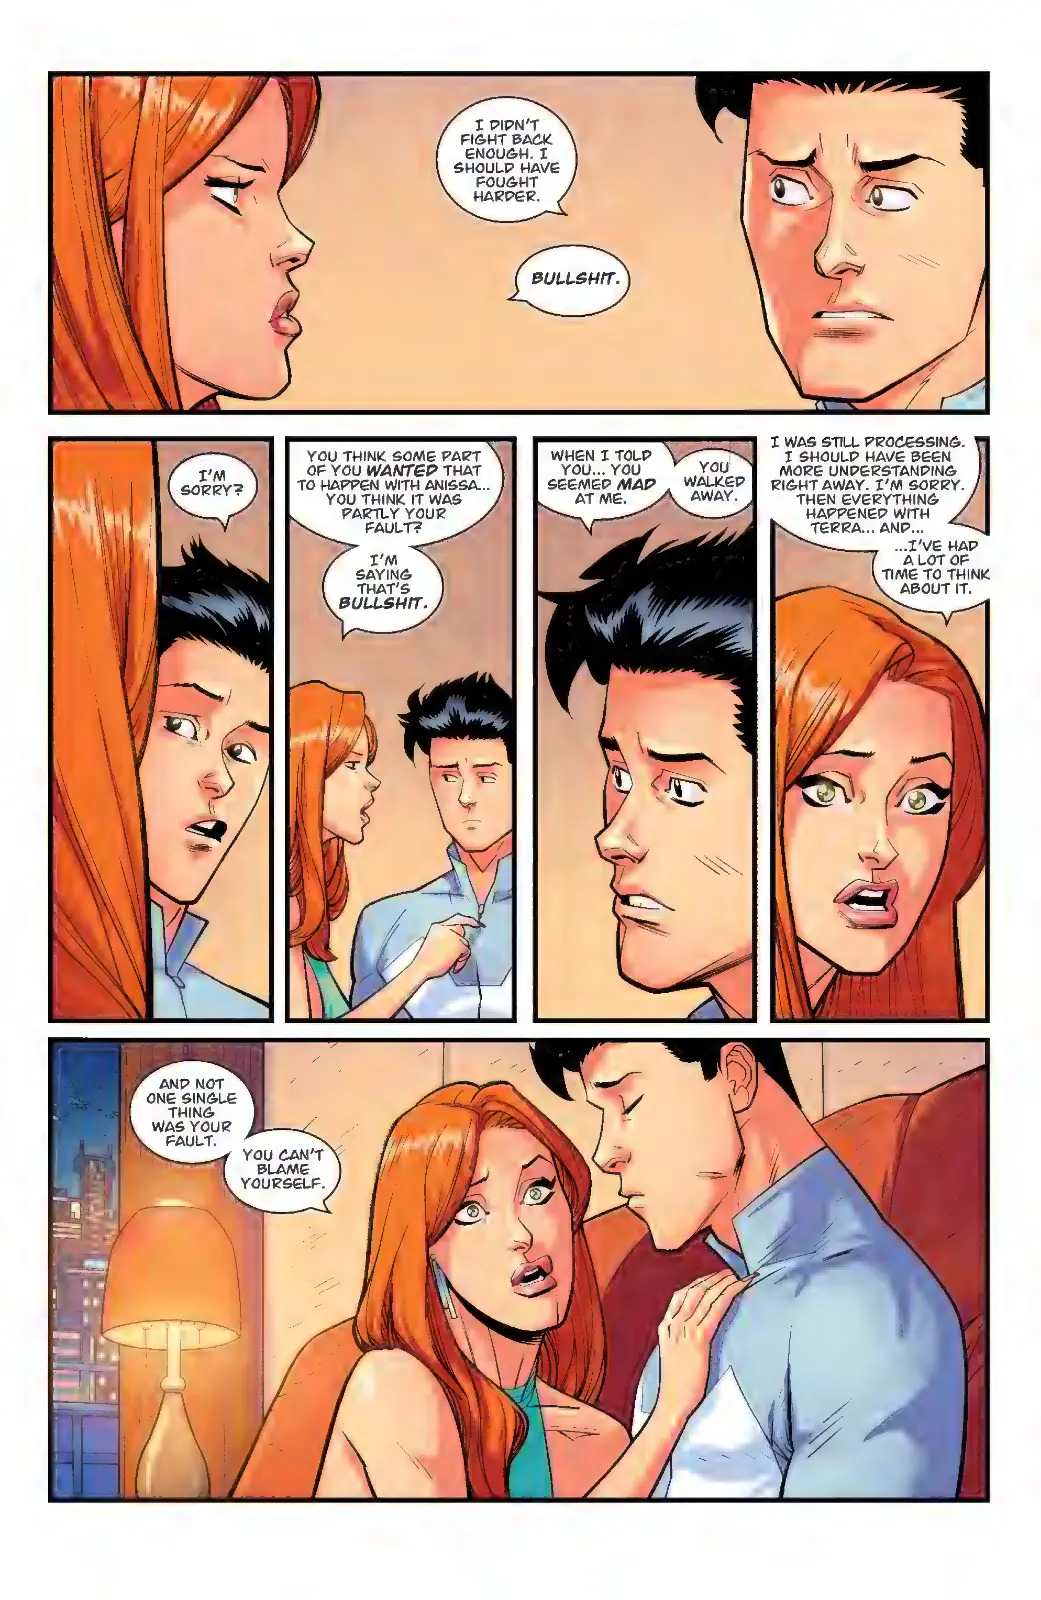 I DIDN'T
FIGHT BACK
ENOUGH. I
SHOULD HAVE
FOUGHT
HARDER.
BULLSHIT.
I'M
SORRY?
YOU THINK SOME PART
OF YOU WANTED THAT
TO HAPPEN WITH ANISSA...
YOU THINK IT WAS
PARTLY YOUR
FAULT?
I'M
SAYING
THAT'S
BULLSHIT.
WHEN I TOLD
YOU... YOU
SEEMED MAD
AT ME.
YOU
WALKED
AWAY.
I WAS STILL PROCESSING.
I SHOULD HAVE BEEN
MORE UNDERSTANDING
RIGHT AWAY. I'M SORRY.
THEN EVERYTHING
HAPPENED WITH
TERRA... AND...
...I'VE HAD
A LOT OF
TIME TO THINK
ABOUT IT.
AND NOT
ONE SINGLE
THING
WAS YOUR
FAULT.
YOU CAN'T
BLAME
YOURSELF.